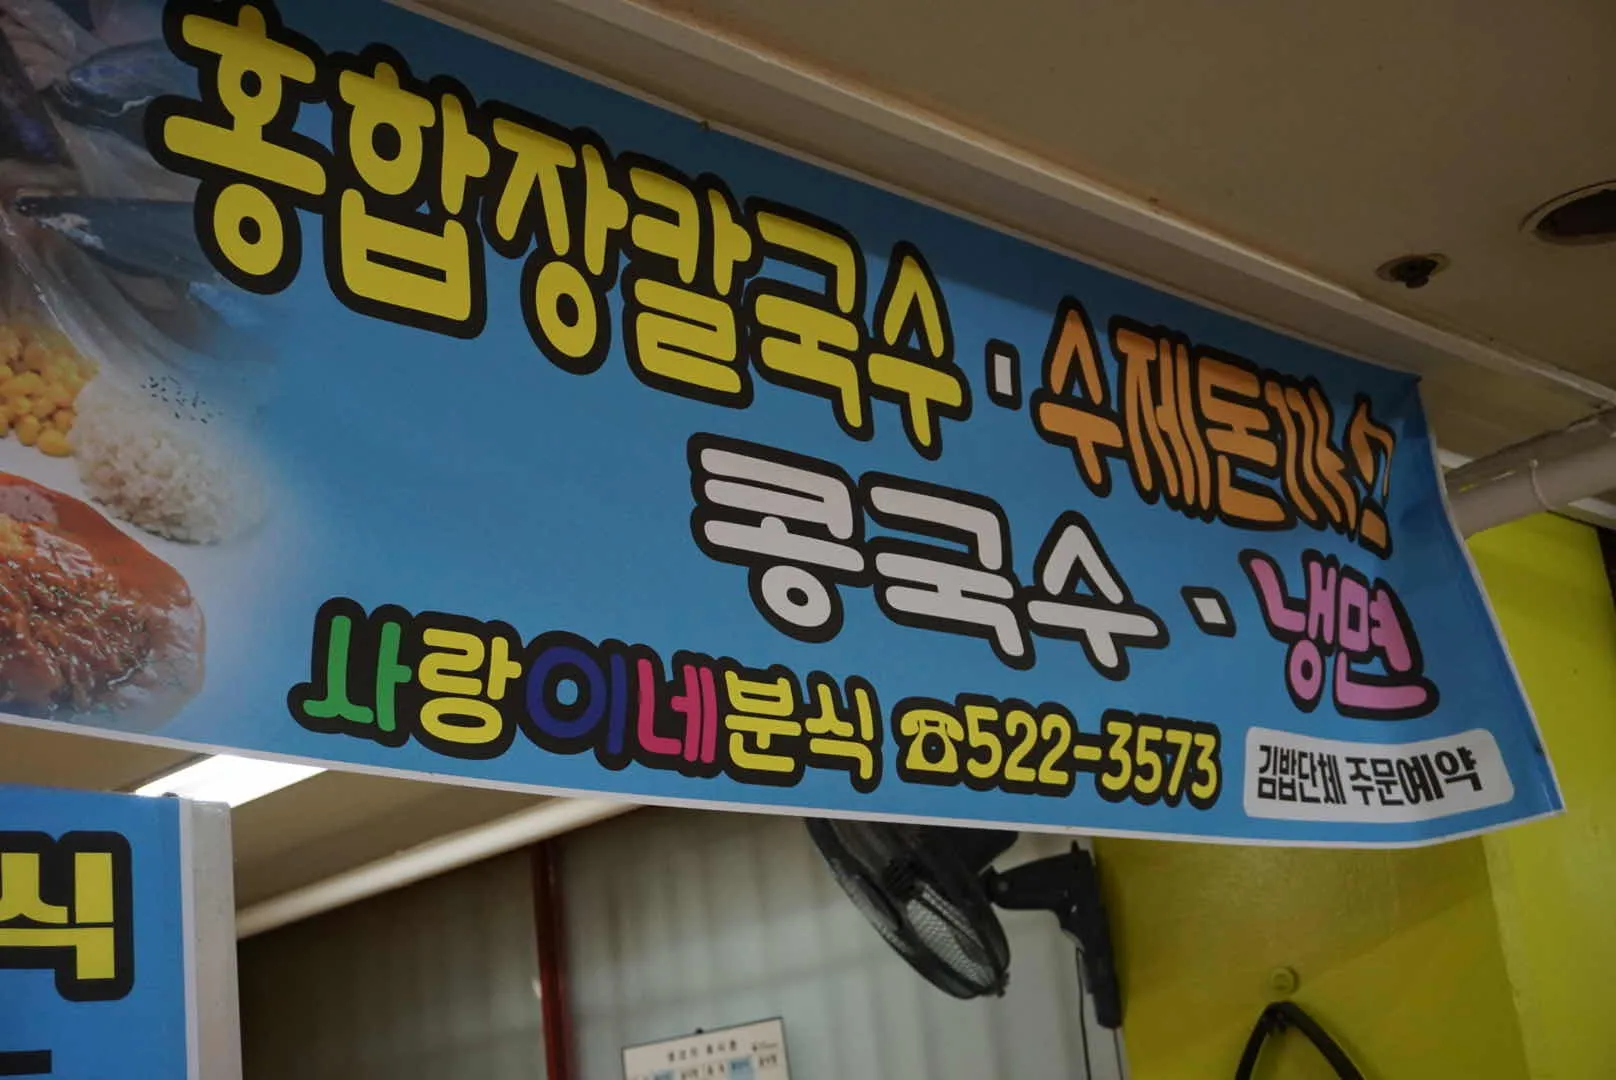 홍합장칼국수 · 수제돈까스
콩국수 · 냉면
사랑이네분식 ☎522-3573 김밥단체 주문예약
식